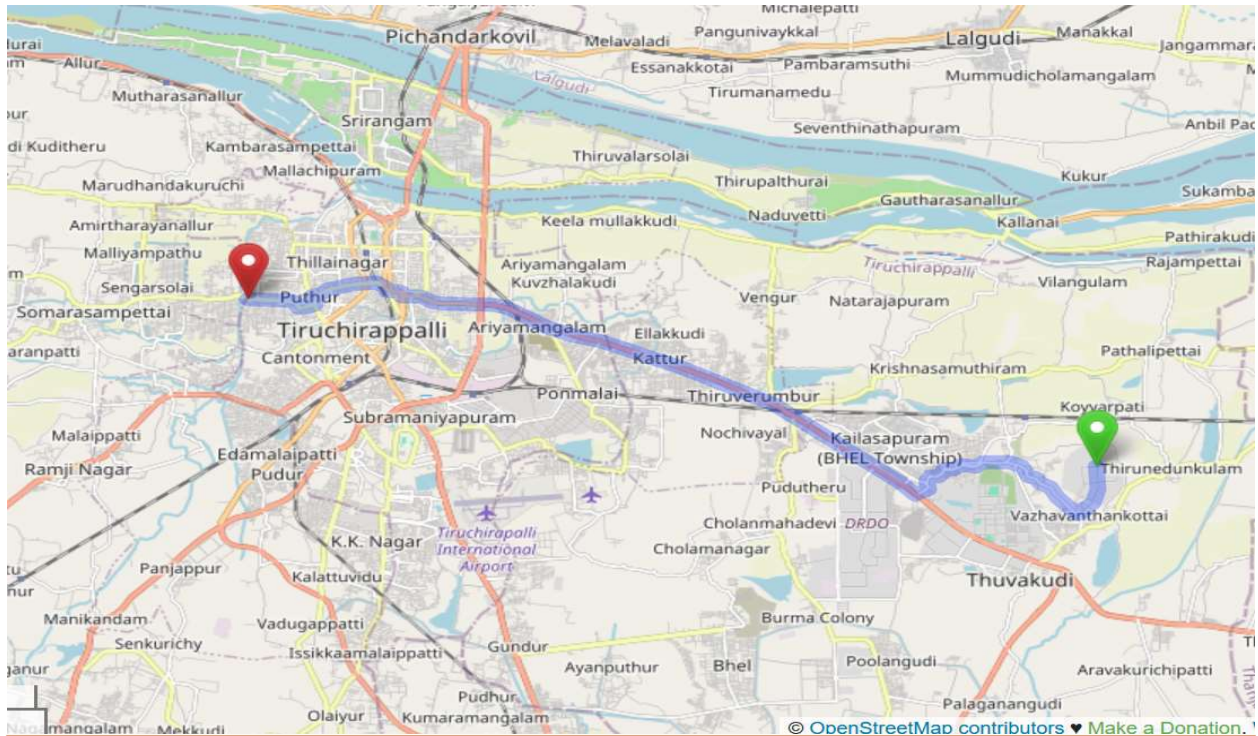 Michalepatti
Pichandarkovil
Melavaladi
Pangunivaykkal
Lalgudi
Manakkal
Jangammara
Allur
Essanakkotai
Pambaramsuthi
Lalgudi
Mummudicholamangalam
Mutharasanallur
Tirumanamedu
Srirangam
Seventhinathapuram
Anbil Pad
di Kuditheru
Kambarasampettai
Thiruvalarsolai
Mallachipuram
Kukur
Marudhandakuruchi
Thirupalthurai
Sukamba
Gautharasanallur
Amirtharayanallur
Keela mullakkudi
Naduvetti
Kallanai
Pathirakudi
Malliyampathu
Thillainagar
Ariyamangalam
Kuvzhalakudi
Tiruchirappalli
Rajampettai
Sengarsolai
Puthur
Vengur
Natarajapuram
Vilangulam
Somarasampettai
Tiruchirappalli
Ariyamangalam
Ellakkudi
aranpatti
Cantonment
Kattur
Pathalipettai
Krishnasamuthiram
Ponmalai
Thiruverumbur
Koyvarpati
Subramaniyapuram
Malaippatti
Nochivayal
Kailasapuram
(BHEL Township)
Ramji Nagar
Edamalaipatti
Pudur
Thirunedunkulam
Pudutheru
Vazhavanthankottai
Cholanmahadevi
DRDO
K.K. Nagar
Tiruchirapalli
International
Airport
Cholamanagar
Panjappur
Kalattuvidu
Thuvakudi
Manikandam
Vadugappatti
Burma Colony
Senkurichy
Issikkaamalaippatti
Gundur
Ayanputhur
Bhel
Poolangudi
Aravakurichipatti
Pudhur
Kumaramangalam
Palaganangudi
Olaiyur
Mekkudi
© OpenStreetMap contributors ♥ Make a Donation.